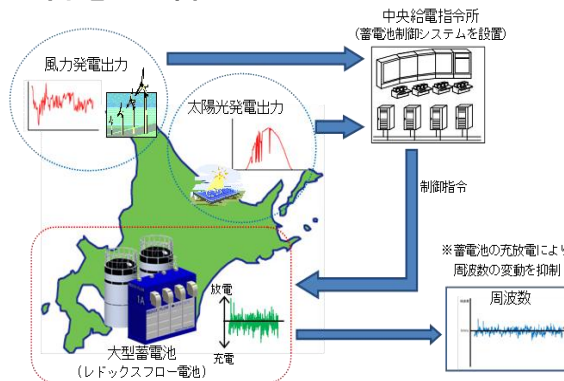 中央給電指令所
(蓄電池制御システムを設置)
風力発電出力
太陽光発電出力
制御指令
※蓄電池の充放電により
周波数の変動を抑制
周波数
放電
充電
大型蓄電池
(レドックスフロー電池)